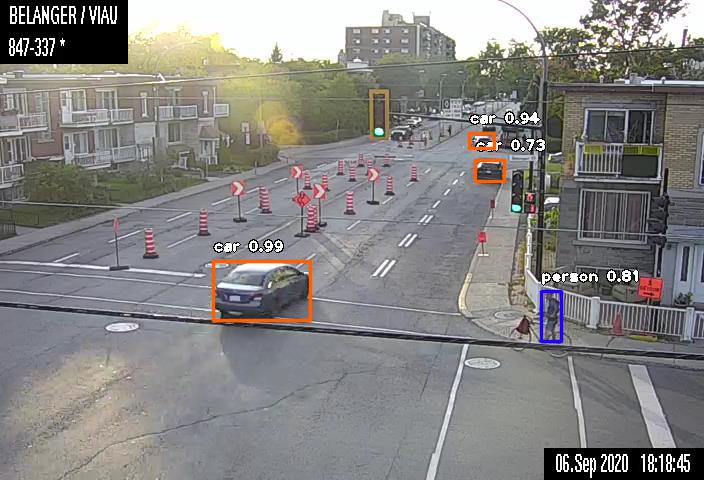 BELANGER / VIAU
847-337 *
car 0.94
car 0.73
car 0.99
person 0.81
06.Sep 2020 18:18:45